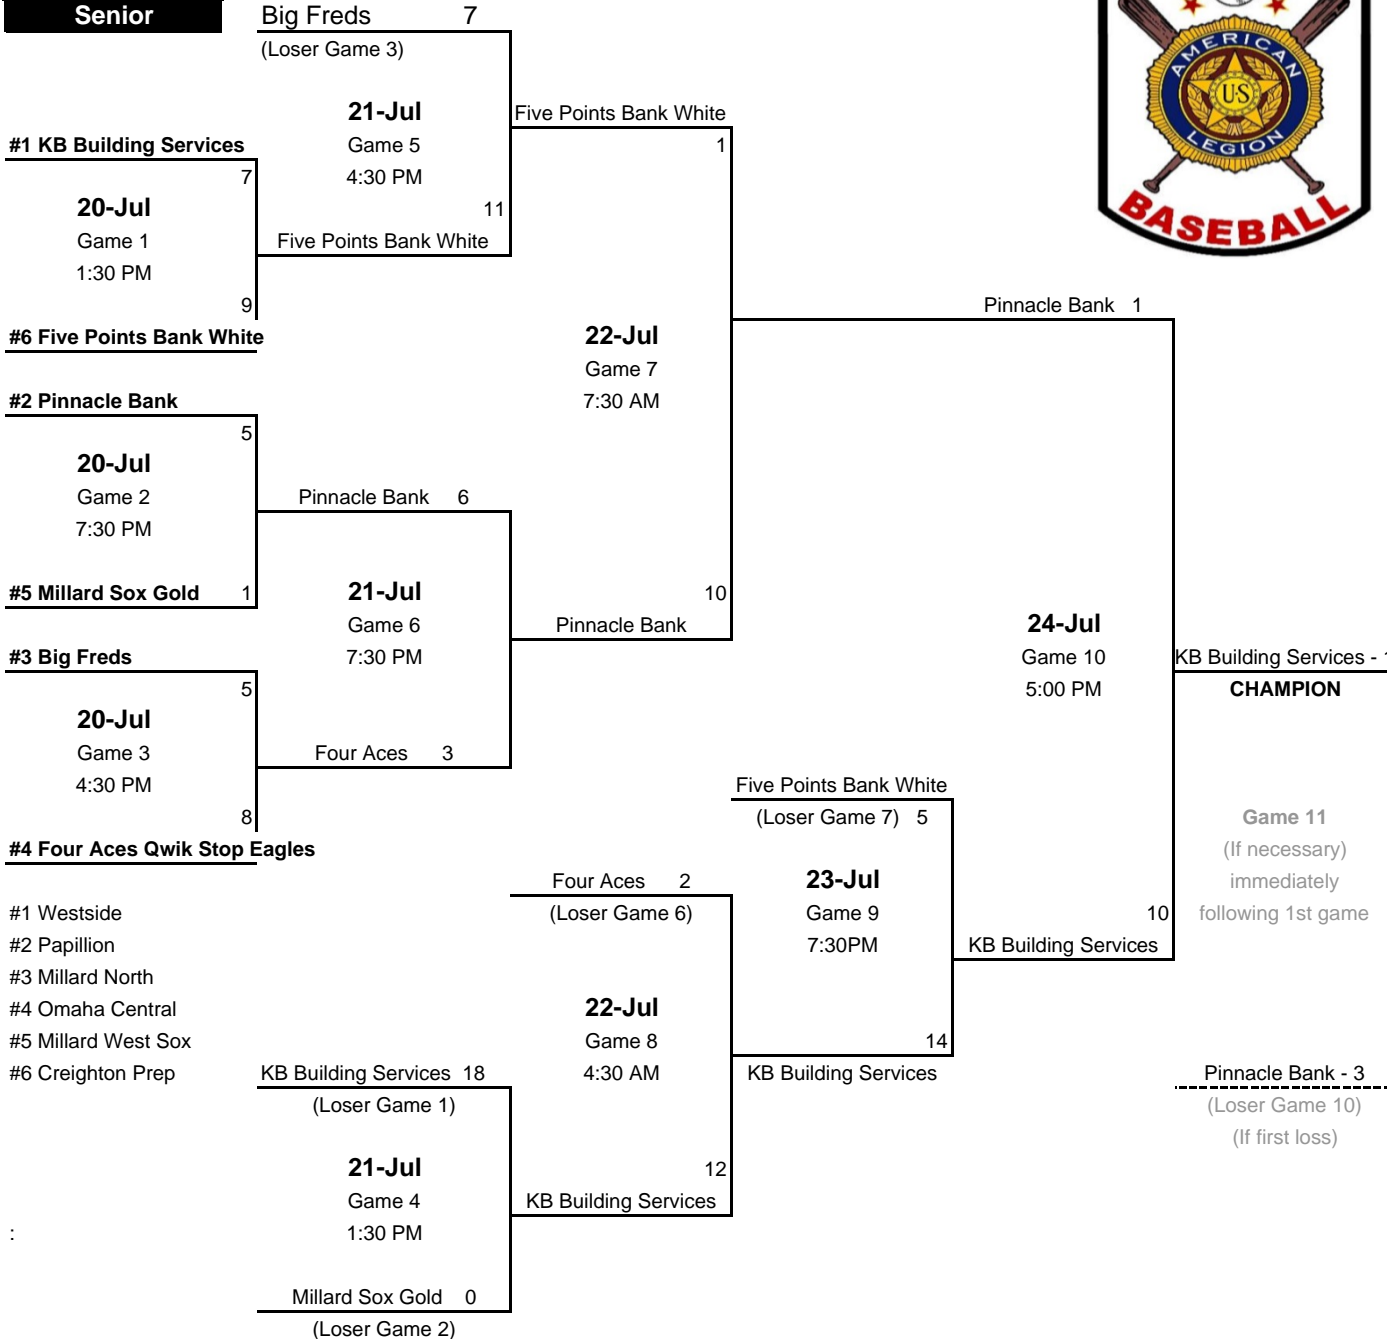 Senior
Big Freds 7
(Loser Game 3)
AMERICAN
U.S
LEGION
BASEBALL
21-Jul
Game 5
4:30 PM
11
Five Points Bank White
Five Points Bank White
1
#1 KB Building Services
7
20-Jul
Game 1
1:30 PM
9
#6 Five Points Bank White
22-Jul
Game 7
7:30 AM
Pinnacle Bank 1
#2 Pinnacle Bank
5
20-Jul
Game 2
7:30 PM
#5 Millard Sox Gold 1
Pinnacle Bank 6
21-Jul
Game 6
7:30 PM
10
Pinnacle Bank
#3 Big Freds
5
20-Jul
Game 3
4:30 PM
8
#4 Four Aces Qwik Stop Eagles
Four Aces 3
24-Jul
Game 10
5:00 PM
KB Building Services -
CHAMPION
Five Points Bank White
(Loser Game 7) 5
23-Jul
Game 9
7:30PM
Game 11
(If necessary)
immediately
following 1st game
Four Aces 2
(Loser Game 6)
10
KB Building Services
#1 Westside
#2 Papillion
#3 Millard North
#4 Omaha Central
#5 Millard West Sox
#6 Creighton Prep
22-Jul
Game 8
4:30 AM
14
KB Building Services
KB Building Services 18
(Loser Game 1)
Pinnacle Bank - 3
(Loser Game 10)
(If first loss)
21-Jul
Game 4
1:30 PM
12
KB Building Services
:
Millard Sox Gold 0
(Loser Game 2)